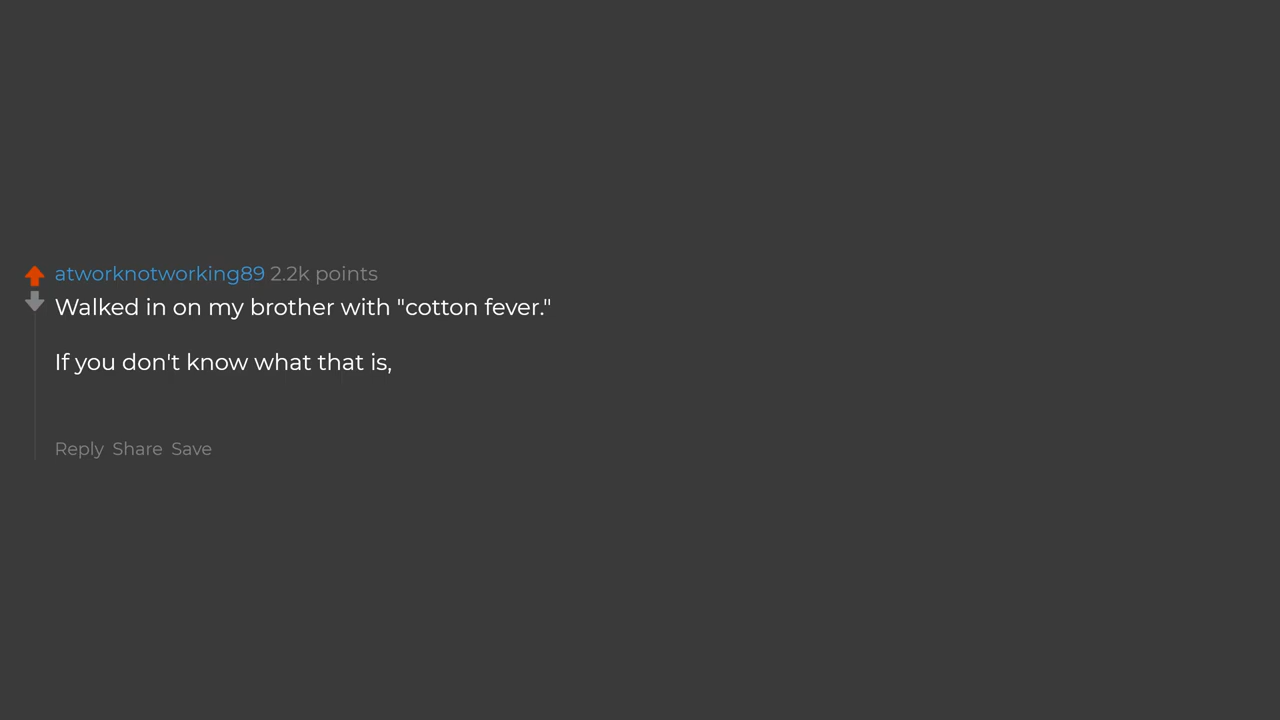 atworknotworking89 2.2k points
Walked in on my brother with "cotton fever."
If you don't know what that is,
Reply Share Save